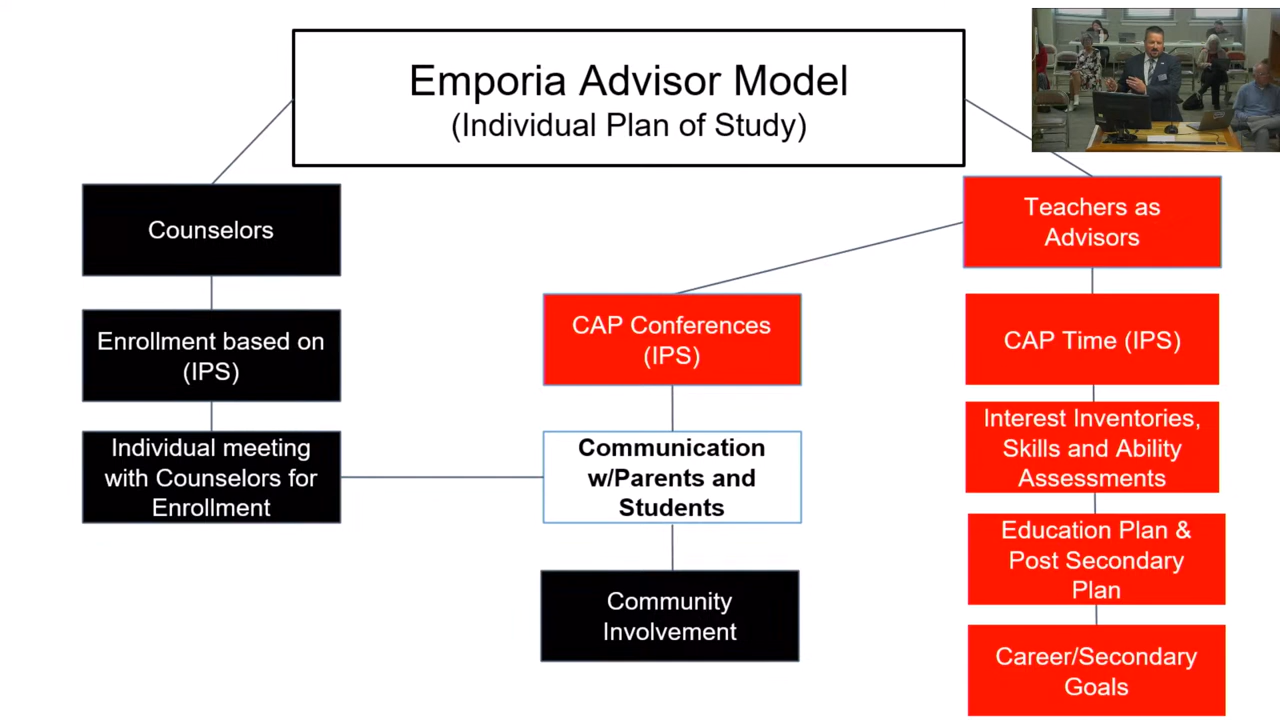 Emporia Advisor Model
(Individual Plan of Study)
Counselors
Enrollment based on
(IPS)
Individual meeting
with Counselors for
Enrollment
CAP Conferences
(IPS)
Communication
w/Parents and
Students
Community
Involvement
Teachers as
Advisors
CAP Time (IPS)
Interest Inventories,
Skills and Ability
Assessments
Education Plan &
Post Secondary
Plan
Career/Secondary
Goals